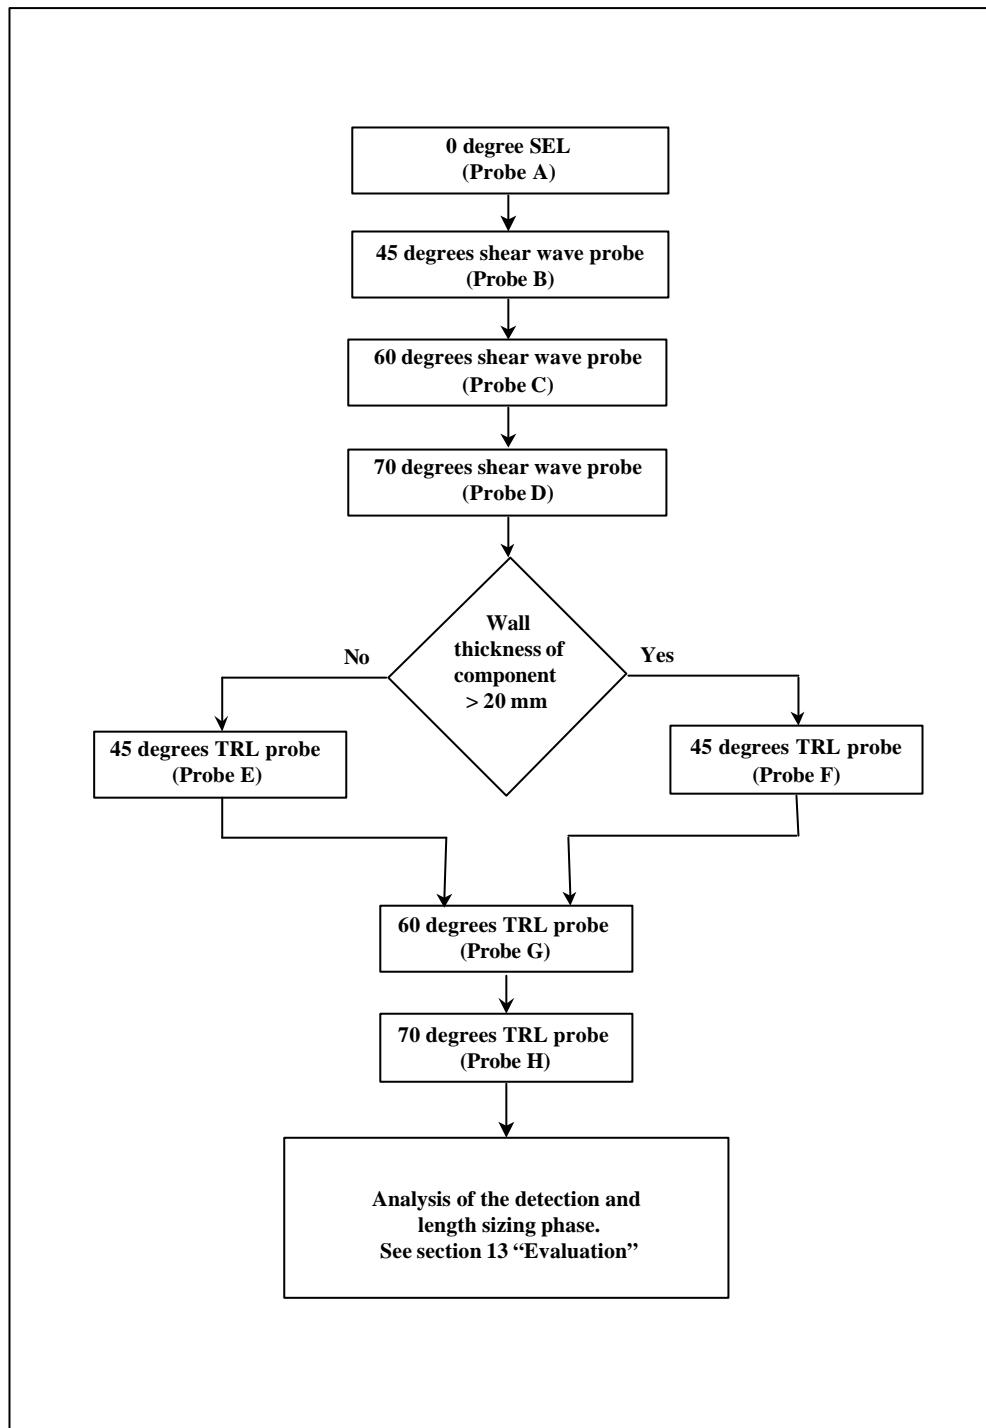 0 degree SEL
(Probe A)
45 degrees shear wave probe
(Probe B)
60 degrees shear wave probe
(Probe C)
70 degrees shear wave probe
(Probe D)
Wall
thickness of
component
> 20 mm
No
Yes
45 degrees TRL probe
(Probe E)
45 degrees TRL probe
(Probe F)
60 degrees TRL probe
(Probe G)
70 degrees TRL probe
(Probe H)
Analysis of the detection and
length sizing phase.
See section 13 “Evaluation”